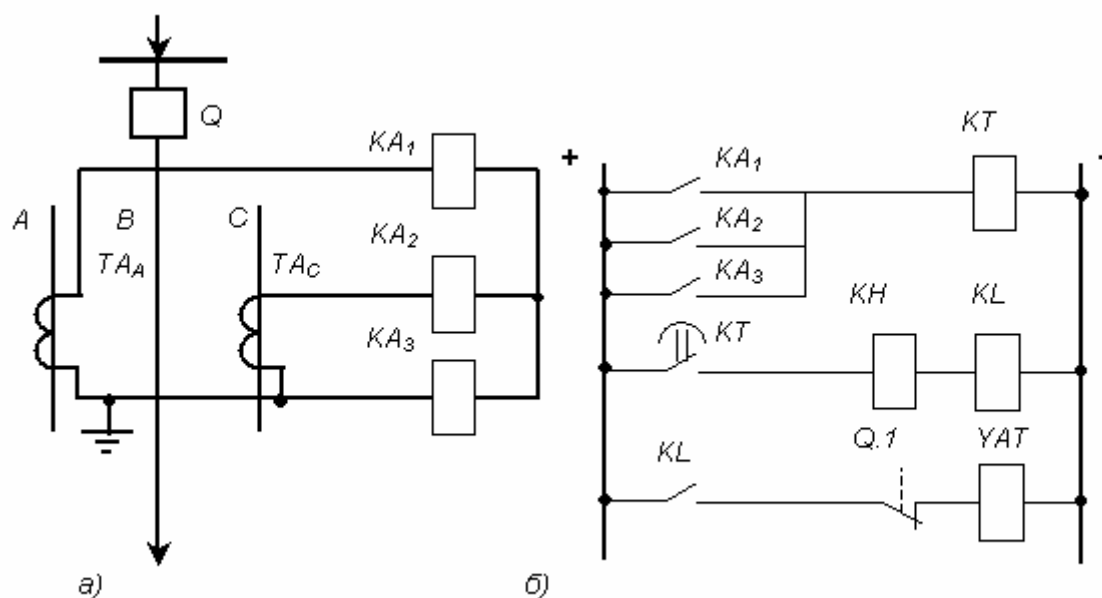 Q
KA1
A
B
C
KA2
TAA
TAC
KA3
а)
+
-
KT
KA1
KA2
KA3
KH
KL
KT
KL
Q.1
YAT
б)